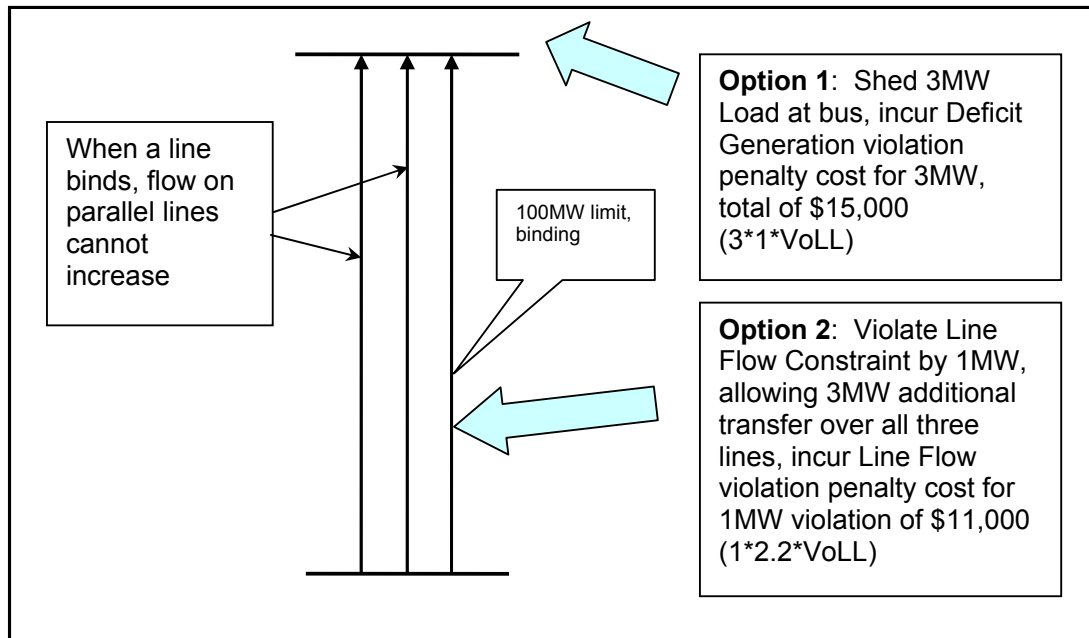 When a line
binds, flow on
parallel lines
cannot
increase
100MW limit,
binding
Option 1:  Shed 3MW
Load at bus, incur Deficit
Generation violation
penalty cost for 3MW,
total of $15,000
(3*1*VoLL)
Option 2:  Violate Line
Flow Constraint by 1MW,
allowing 3MW additional
transfer over all three
lines, incur Line Flow
violation penalty cost for
1MW violation of $11,000
(1*2.2*VoLL)